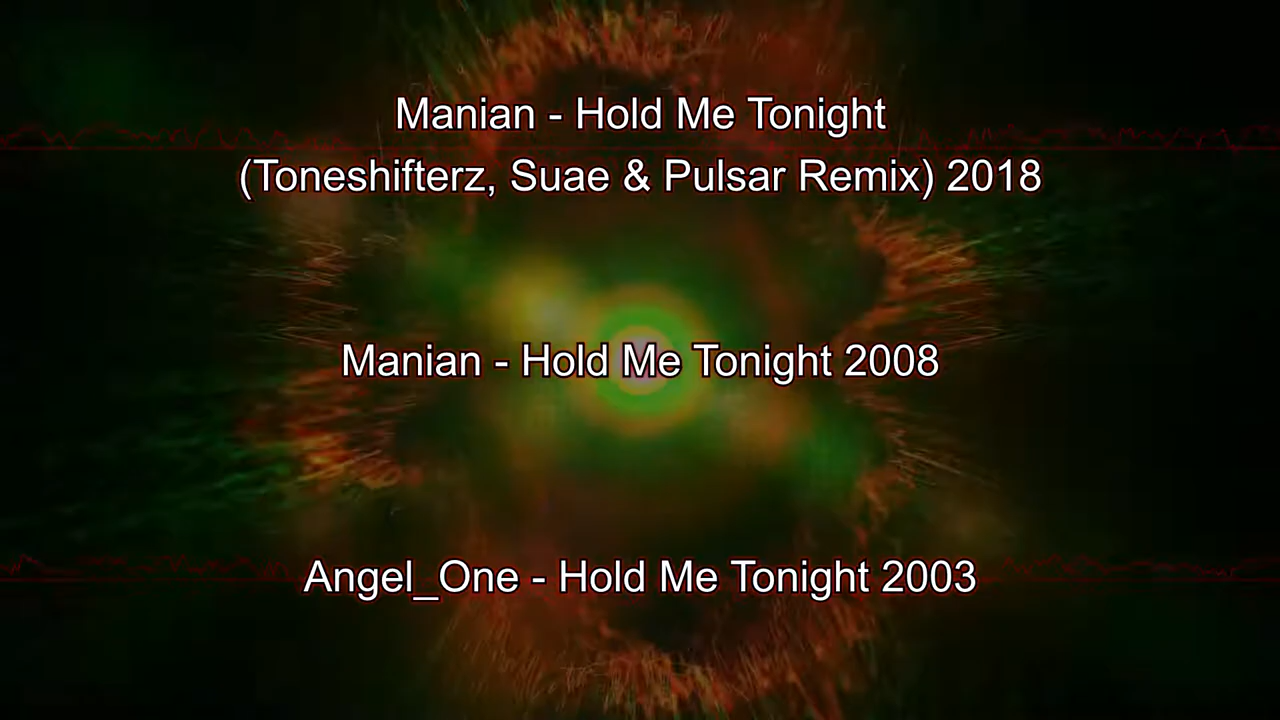 Manian - Hold Me Tonight
(Toneshifterz, Suae & Pulsar Remix) 2018
Manian - Hold Me Tonight 2008
Angel_One - Hold Me Tonight 2003